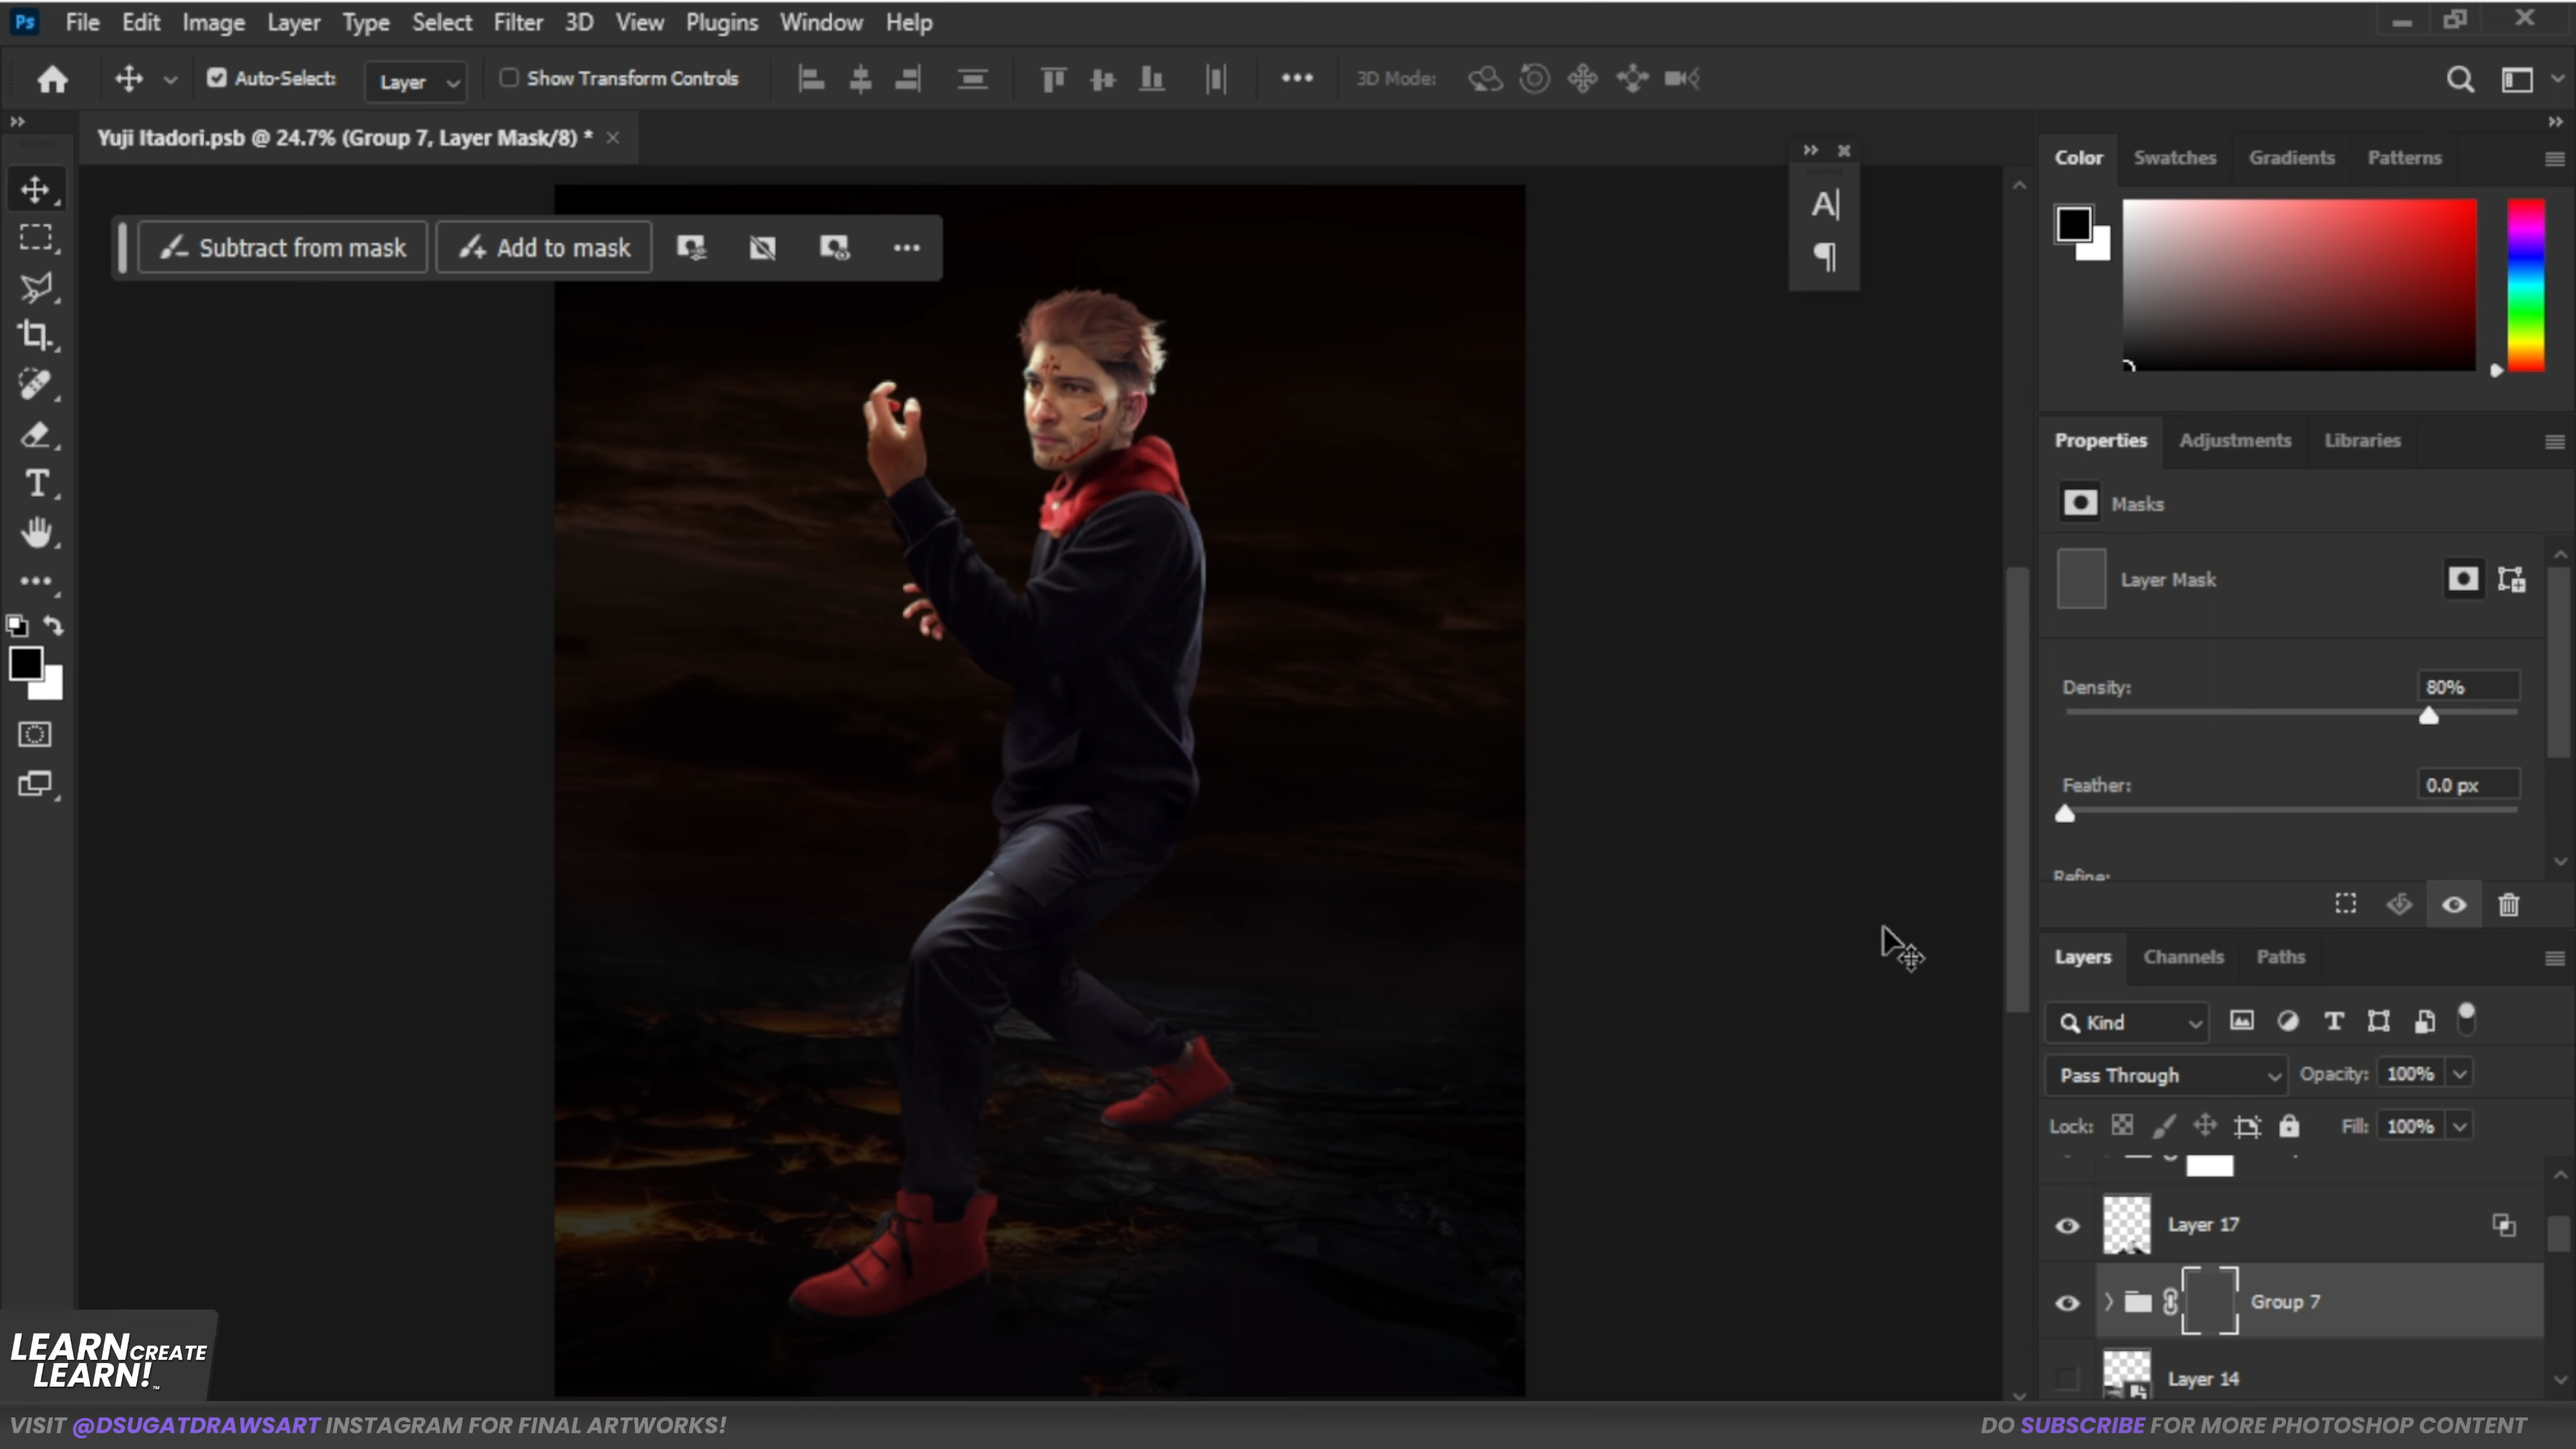 Ps File Edit Image Layer Type Select Filter 3D View Plugins Window Help
Auto-Select: Layer Show Transform Controls 3D Mode:
Yuji Itadori.psb @ 24.7% (Group 7, Layer Mask/8) *
Subtract from mask Add to mask
Color Swatches Gradients Patterns
Properties Adjustments Libraries
Masks
Layer Mask
Density: 80%
Feather: 0.0 px
Refine:
Layers Channels Paths
Kind
Pass Through Opacity: 100%
Lock: Fill: 100%
Layer 17
Group 7
Layer 14
LEARN CREATE
LEARN!
VISIT @DSUGATDRAWSART INSTAGRAM FOR FINAL ARTWORKS!
DO SUBSCRIBE FOR MORE PHOTOSHOP CONTENT